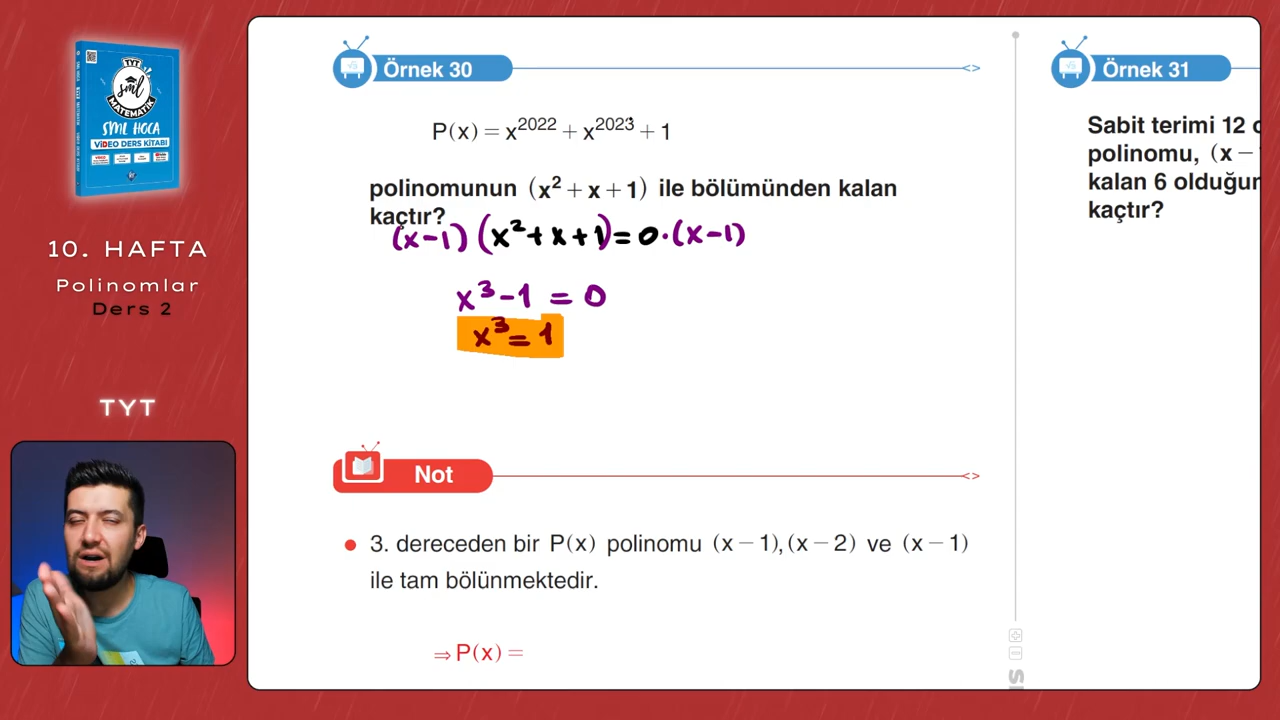 TYT
sml
MATEMATİK
SML HOCA
VİDEO DERS KİTABI
10. HAFTA
Polinomlar
Ders 2
TYT
Örnek 30
P(x) = x^2022 + x^2023 + 1
polinomunun (x² + x + 1) ile bölümünden kalan
kaçtır?
(x-1) (x²+x+1)=0·(x-1)
x³-1 = 0
x³=1
Not
• 3. dereceden bir P(x) polinomu (x − 1), (x − 2) ve (x − 1)
ile tam bölünmektedir.
⇒ P(x) =
Örnek 31
Sabit terimi 12 o
polinomu, (x −
kalan 6 olduğun
kaçtır?